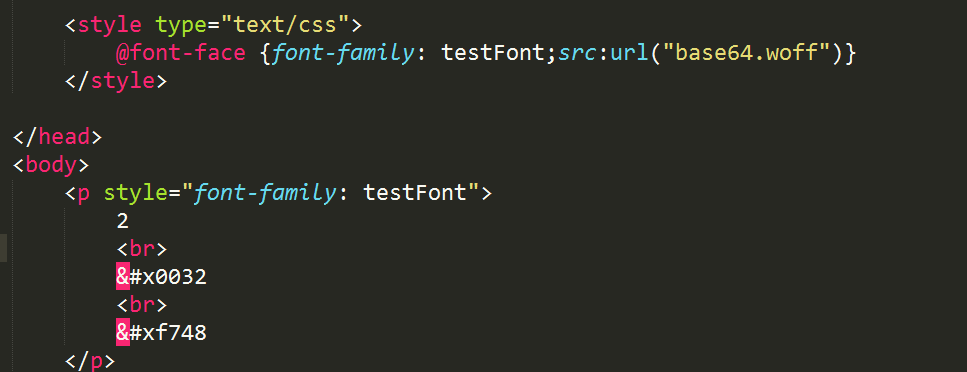 <style type="text/css">
@font-face {font-family: testFont;src:url("base64.woff")}
</style>
</head>
<body>
<p style="font-family: testFont">
2
<br>
&#x0032
<br>
&#xf748
</p>